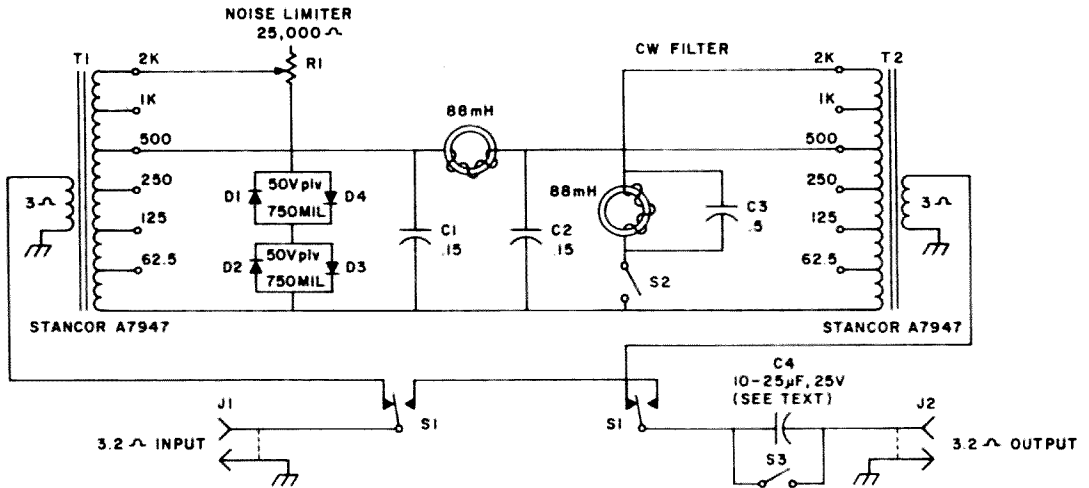 NOISE LIMITER
25,000 Ω
T1
2K
R1
CW FILTER
2K
T2
1K
88mH
1K
500
500
250
D1
50V piv
750MIL
D4
88mH
250
3 Ω
C3
.5
3 Ω
125
C1
.15
C2
.15
125
D2
50V piv
750MIL
D3
62.5
S2
62.5
STANCOR A7947
STANCOR A7947
C4
10-25µF, 25V
(SEE TEXT)
J1
S1
S1
J2
3.2 Ω INPUT
S3
3.2 Ω OUTPUT